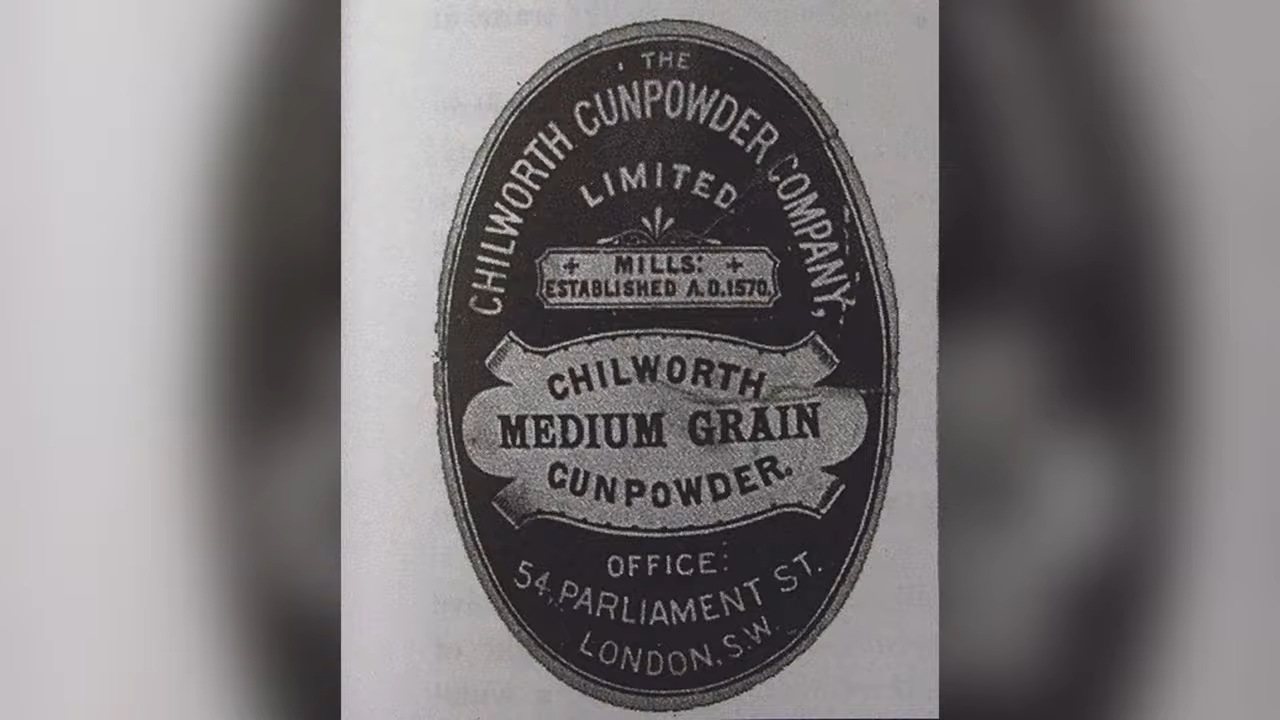 THE
CHILWORTH GUNPOWDER COMPANY,
LIMITED
+ MILLS: +
ESTABLISHED A.D. 1570.
CHILWORTH
MEDIUM GRAIN
GUNPOWDER.
OFFICE:
54, PARLIAMENT ST.
LONDON, S.W.